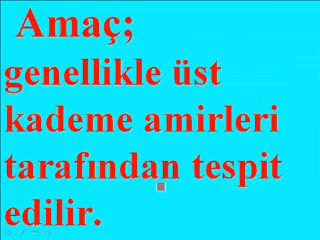 Amaç;
genellikle üst
kademe amirleri
tarafından tespit
edilir.